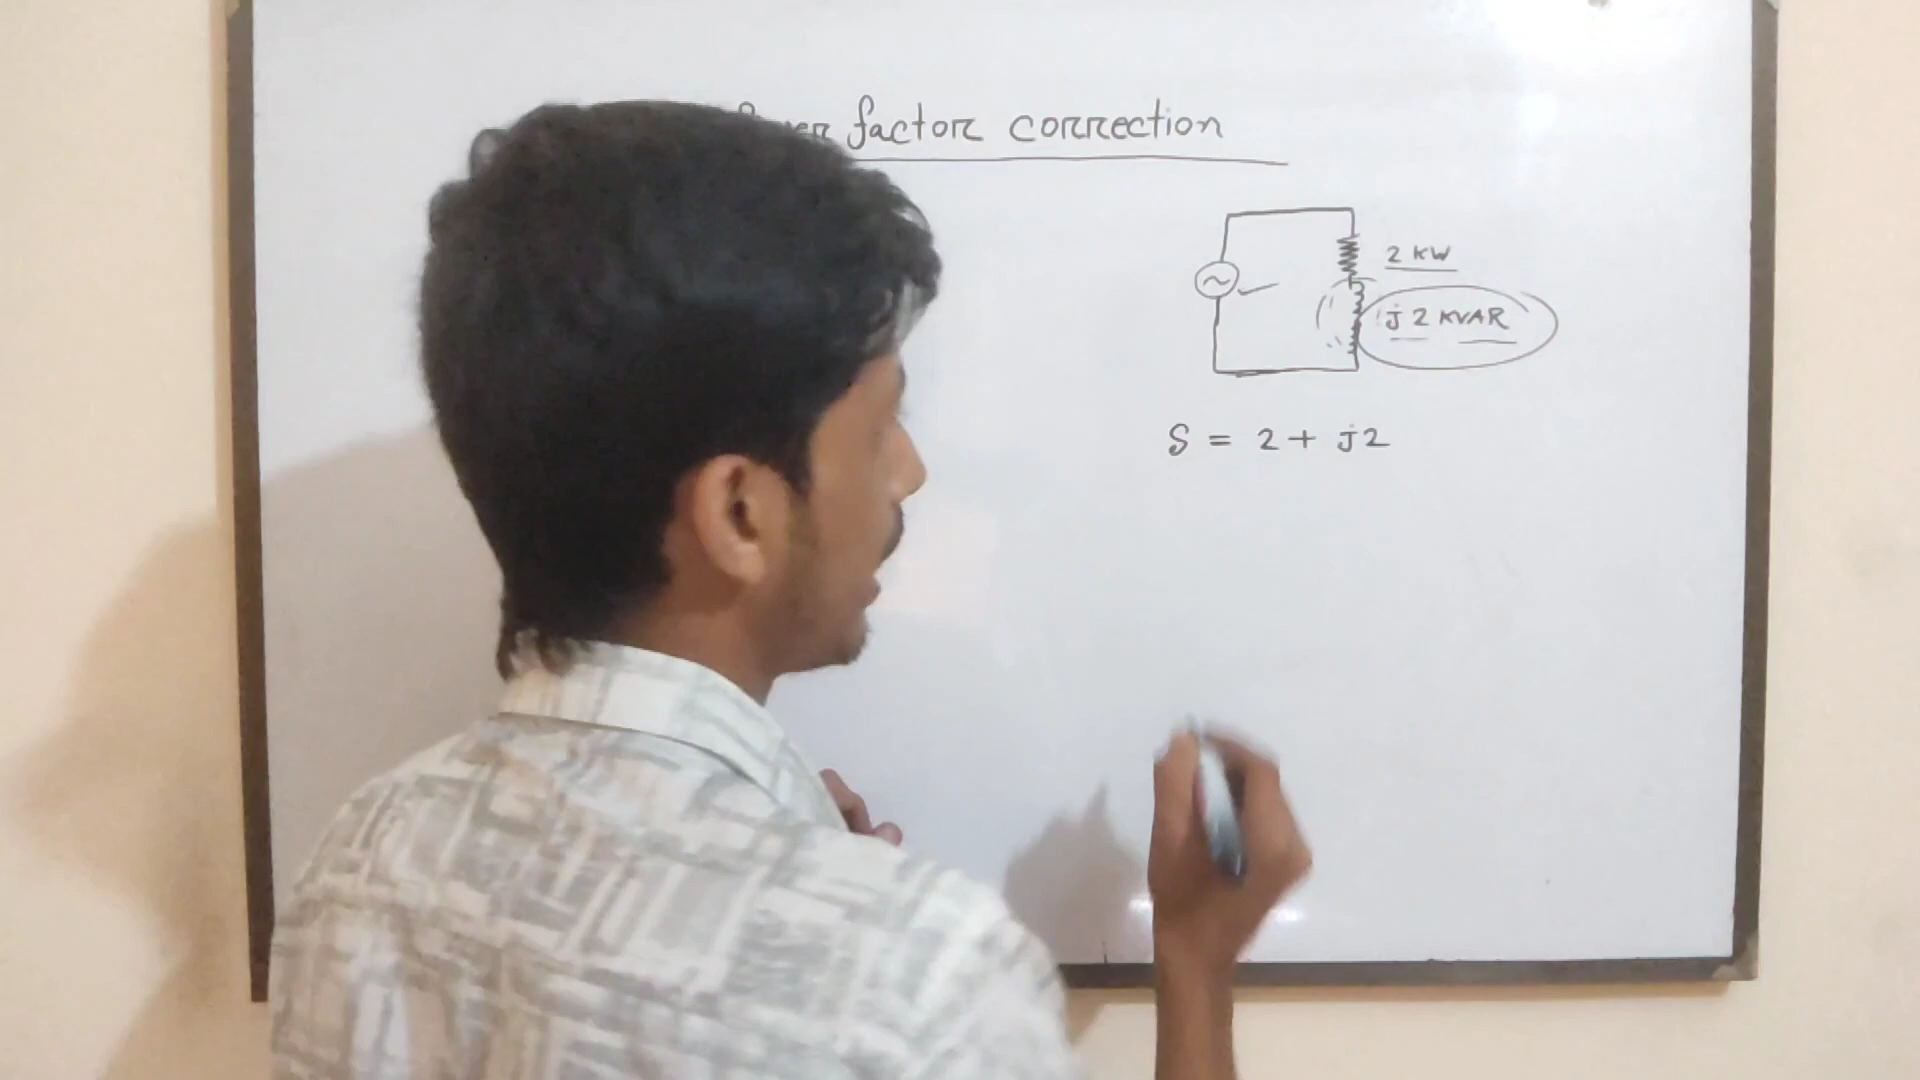 factor correction
2 KW
j 2 KVAR
S = 2 + j2